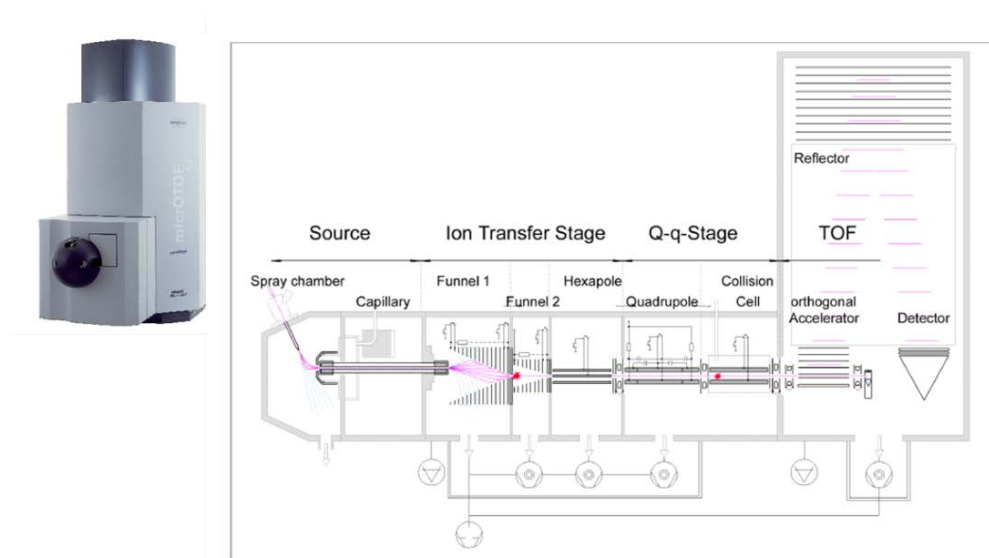 micrOTOF
Reflector
Source
Ion Transfer Stage
Q-q-Stage
TOF
Spray chamber
Capillary
Funnel 1
Funnel 2
Hexapole
Quadrupole
Collision
Cell
orthogonal
Accelerator
Detector